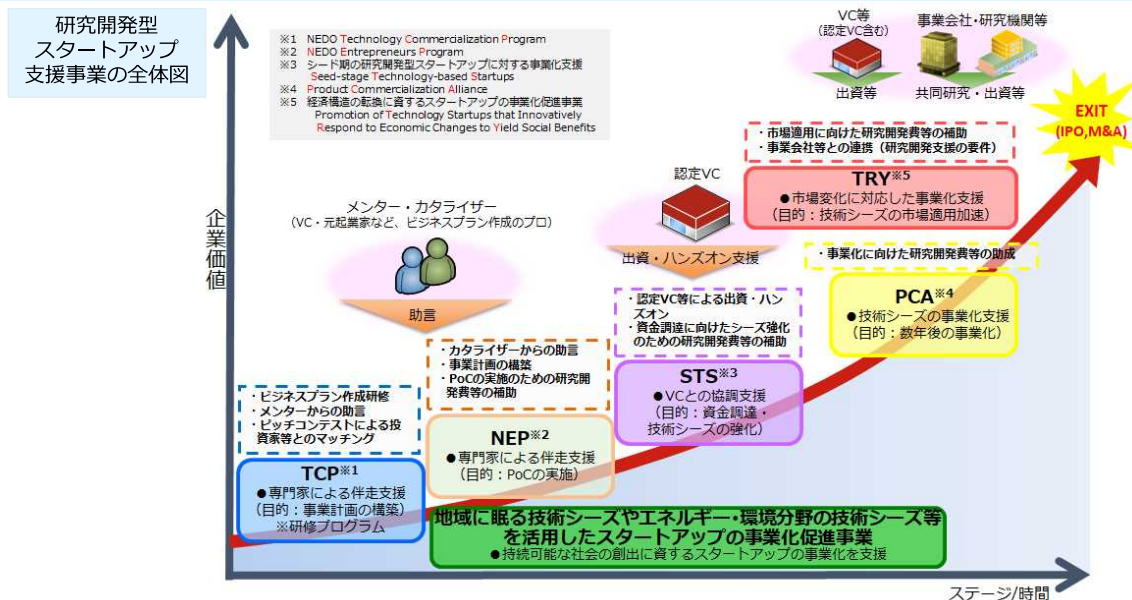 研究開発型
スタートアップ
支援事業の全体図
※1 NEDO Technology Commercialization Program
※2 NEDO Entrepreneurs Program
※3 シード期の研究開発型スタートアップに対する事業化支援
Seed-stage Technology-based Startups
※4 Product Commercialization Alliance
※5 経済構造の転換に資するスタートアップの事業化促進事業
Promotion of Technology Startups that Innovatively
Respond to Economic Changes to Yield Social Benefits
VC等
(認定VC含む)
出資等
事業会社・研究機関等
共同研究・出資等
EXIT
(IPO,M&A)
・市場適用に向けた研究開発費等の補助
・事業会社等との連携（研究開発支援の要件）
TRY※5
●市場変化に対応した事業化支援
（目的：技術シーズの市場適用加速）
認定VC
出資・ハンズオン支援
メンター・カタライザー
（VC・元起業家など、ビジネスプラン作成のプロ）
助言
企業価値
・事業化に向けた研究開発費等の助成
PCA※4
●技術シーズの事業化支援
（目的：数年後の事業化）
・認定VC等による出資・ハン
ズオン
・資金調達に向けたシーズ強化
のための研究開発費等の補助
STS※3
●VCとの協調支援
（目的：資金調達・
技術シーズの強化）
・カタライザーからの助言
・事業計画の構築
・PoCの実施のための研究開
発費等の補助
NEP※2
●専門家による伴走支援
（目的：PoCの実施）
・ビジネスプラン作成研修
・メンターからの助言
・ピッチコンテストによる投
資家等とのマッチング
TCP※1
●専門家による伴走支援
（目的：事業計画の構築）
※研修プログラム
地域に眠る技術シーズやエネルギー・環境分野の技術シーズ等
を活用したスタートアップの事業化促進事業
●持続可能な社会の創出に資するスタートアップの事業化を支援
ステージ/時間